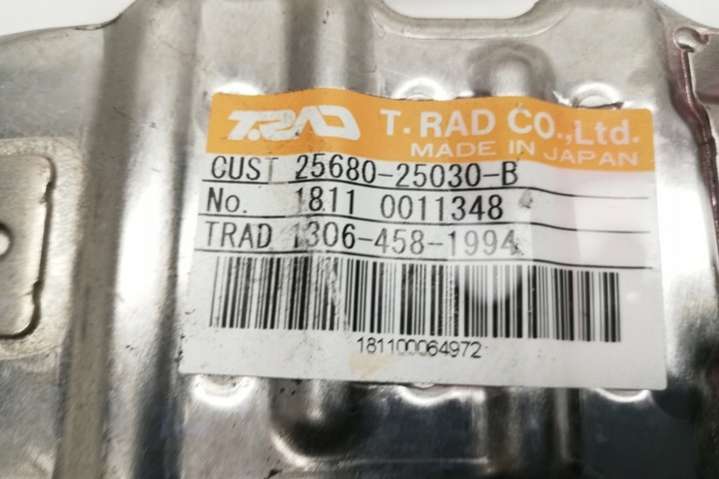 T.RAD T.RAD CO.,Ltd.
MADE IN JAPAN
CUST 25680-25030-B
No. 1811 0011348
TRAD 1306-458-1994
181100064972